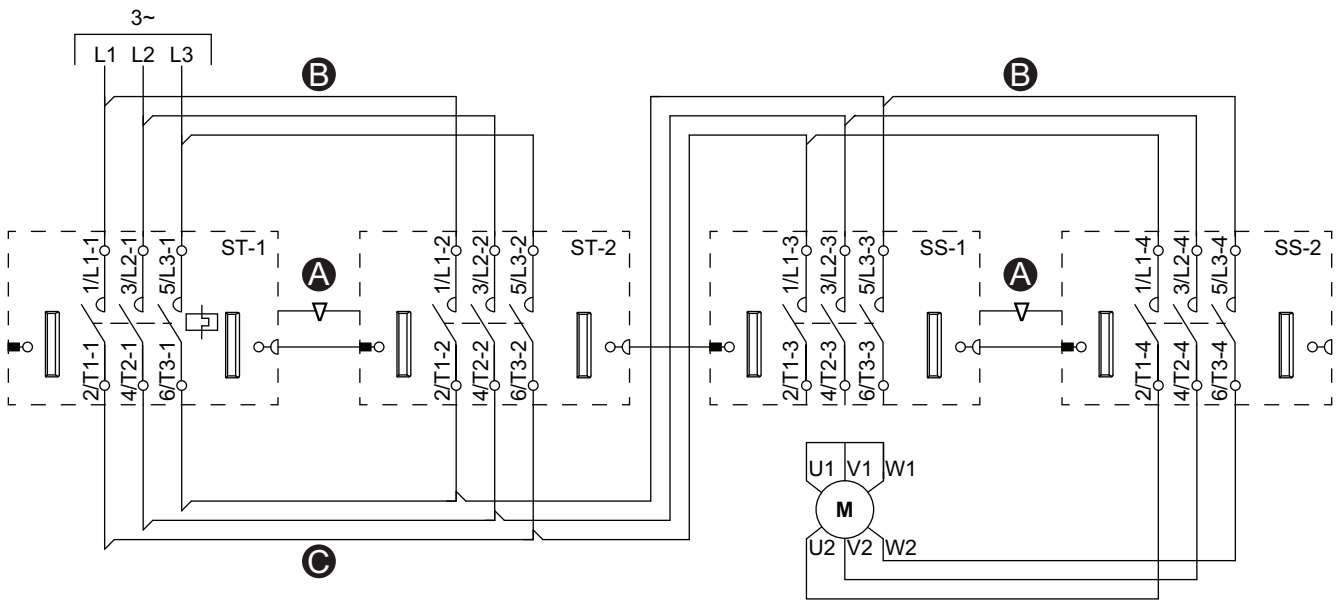 3~
L1 L2 L3
B
B
ST-1
ST-2
SS-1
SS-2
A
A
1/L1-1
3/L2-1
5/L3-1
1/L1-2
3/L2-2
5/L3-2
1/L1-3
3/L2-3
5/L3-3
1/L1-4
3/L2-4
5/L3-4
2/T1-1
4/T2-1
6/T3-1
2/T1-2
4/T2-2
6/T3-2
2/T1-3
4/T2-3
6/T3-3
2/T1-4
4/T2-4
6/T3-4
U1 V1 W1
M
U2 V2 W2
C